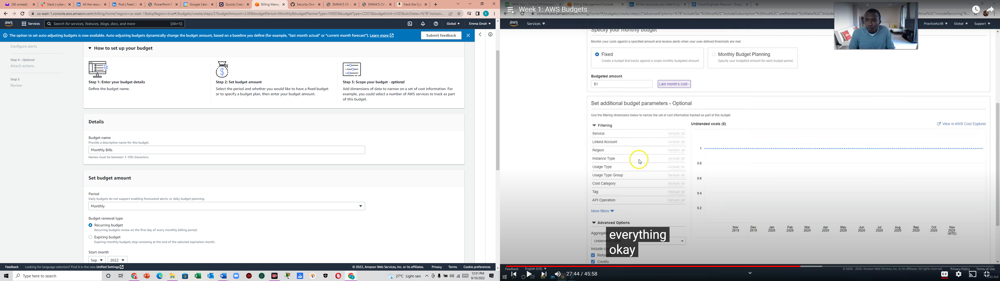 (38 unread) -
Slack | cyberg
All the resour
Post | Feed | L
PowerPoint P
Google Calen
Quizizz Creat
Billing Manag
Security Over
EMMA'S CV
EMMA'S CV
Hack the Cyb
us-east-1.console.aws.amazon.com/billing/home?region=us-east-1&skipRegion=true#/budgets/create/steps/2?budgetAmount=2.00&budgetPeriod=Monthly&budgetPlannerType=FIXED&budgetType=COST&budgetUnit=USD&utcDates=%7B"inclusiv...
aws
Services
Search for services, features, blogs, docs, and more
[Alt+S]
Global
Emma Onoh
The option to set auto-adjusting budgets is now available. Auto-adjusting budgets dynamically change the budget amount, based on a baseline you define (for example, "last month actual" or "current month forecast"). Learn more
Submit feedback
Configure alerts
Step 4 - Optional
Attach actions
Step 5
Review
How to set up your budget
Step 1: Enter your budget details
Define the budget name.
Step 2: Set budget amount
Select the period and whether you would like to have a fixed budget
or to specify a budget plan, then enter your budget amount.
Step 3: Scope your budget - optional
Add dimensions of data to narrow on a set of cost information. For
example, you could select a number of AWS services to track as part
of this budget.
Details
Budget name
Provide a descriptive name for this budget.
Monthly Bills
Names must be between 1-100 characters.
Set budget amount
Period
Daily budgets do not support enabling forecasted alerts, or daily budget planning.
Monthly
Budget renewal type
Recurring budget
Recurring budgets renew on the first day of every monthly billing period.
Expiring budget
Expiring monthly budgets stop renewing at the end of the selected expiration month.
Start month
Sep
2022
Feedback
Looking for language selection? Find it in the new Unified Settings
© 2022, Amazon Web Services, Inc. or its affiliates.
Privacy
Terms
Cookie preferences
Type here to search
27°C Light rain
12:51 PM
9/10/2022
AWW App | Online Whiteboard
Billing Management Console
All the resources you need to ge
Cloud Engineer Resume - Goog
Week 1: AWS Budgets
console.aws.amazon.com/billing/home?#/budgets/create/steps/2?advancedOptions=%7B"includeTax"%3Atrue%2C"includeSubscription"%3Atrue%2C"useBlended"%3Afalse%2C"include
Atrue%2C"includeRecurring"%...
aws
Services
PracticeAcctB
Global
Support
Specify your monthly budget
Monitor your costs against a specified amount and receive alerts when your user-defined thresholds are met.
Fixed
Create a budget that tracks against a single monthly budgeted amount.
Monthly Budget Planning
Specify your budgeted amount for each budget period.
Budgeted amount
$1
Last month's cost -
Set additional budget parameters - Optional
Use the filtering dimensions below to narrow the set of cost information tracked as part of this budget.
Filtering
Service Include all
Linked Account Include all
Region Include all
Instance Type Include all
Usage Type Include all
Usage Type Group Include all
Cost Category Include all
Tag Include all
API Operation Include all
More filters
Advanced Options
Aggregate
Unblended costs
Include co
Refun
Credits
Unblended costs ($)
View in AWS Cost Explorer
1
0.8
0.6
0.4
0.2
Nov 2019
Dec 2019
Jan 2020
Feb 2020
Mar 2020
Apr 2020
May 2020
Jun 2020
Jul 2020
Aug 2020
Sep 2020
Oct 2020
Nov 2020 (MTD)
everything
okay
Feedback
English (US)
© 2008 - 2020, Amazon Web Services, Inc. or its affiliates. All rights reserved.
Privacy Policy
Terms of Use
27:44 / 45:58
CC